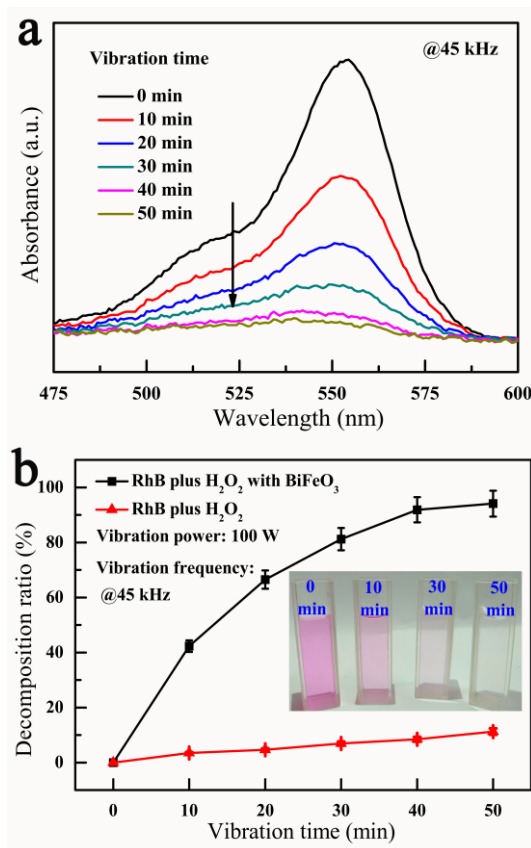 a
@45 kHz
Vibration time
0 min
10 min
20 min
30 min
40 min
50 min
Absorbance (a.u.)
475 500 525 550 575 600
Wavelength (nm)
b
RhB plus H₂O₂ with BiFeO₃
RhB plus H₂O₂
Vibration power: 100 W
Vibration frequency:
@45 kHz
0 10 30 50
min min min min
100
80
60
40
20
0
Decomposition ratio (%)
0 10 20 30 40 50
Vibration time (min)